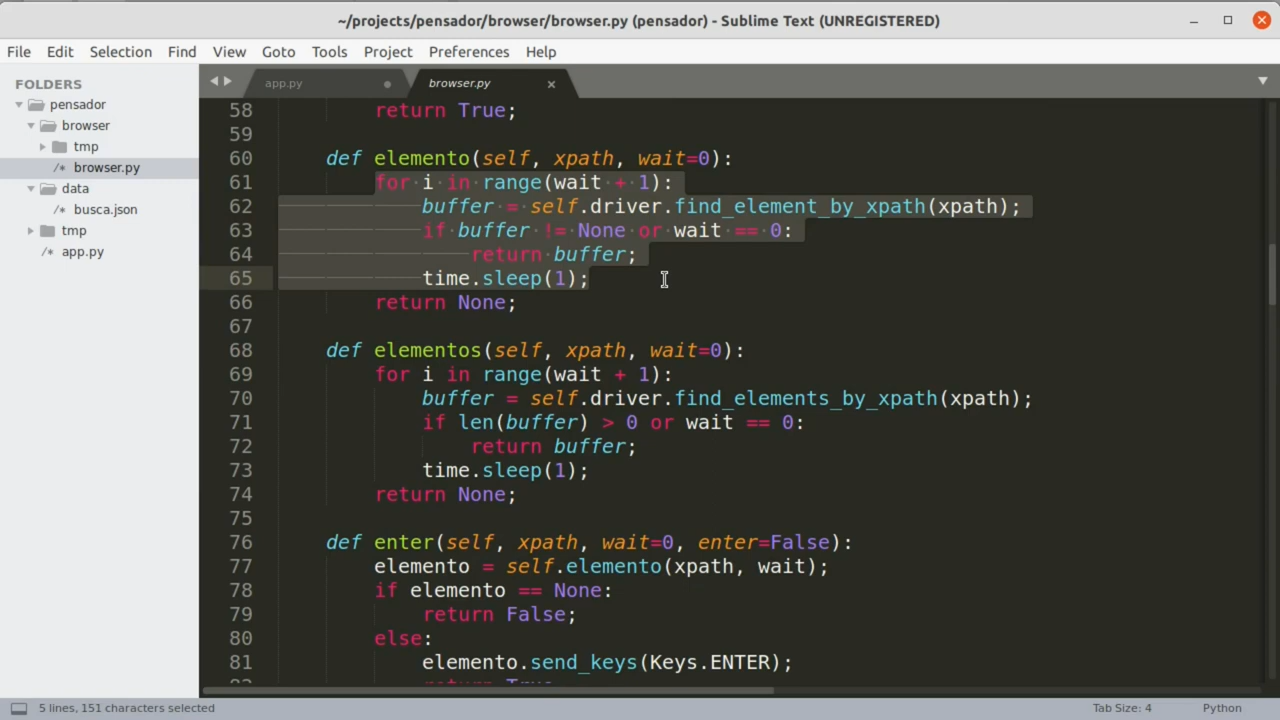 ~/projects/pensador/browser/browser.py (pensador) - Sublime Text (UNREGISTERED)
File Edit Selection Find View Goto Tools Project Preferences Help
FOLDERS
pensador
browser
tmp
browser.py
data
busca.json
tmp
app.py
app.py browser.py
58 return True;
59
60 def elemento(self, xpath, wait=0):
61 for i in range(wait + 1):
62 buffer = self.driver.find_element_by_xpath(xpath);
63 if buffer != None or wait == 0:
64 return buffer;
65 time.sleep(1);
66 return None;
67
68 def elementos(self, xpath, wait=0):
69 for i in range(wait + 1):
70 buffer = self.driver.find_elements_by_xpath(xpath);
71 if len(buffer) > 0 or wait == 0:
72 return buffer;
73 time.sleep(1);
74 return None;
75
76 def enter(self, xpath, wait=0, enter=False):
77 elemento = self.elemento(xpath, wait);
78 if elemento == None:
79 return False;
80 else:
81 elemento.send_keys(Keys.ENTER);
5 lines, 151 characters selected
Tab Size: 4 Python